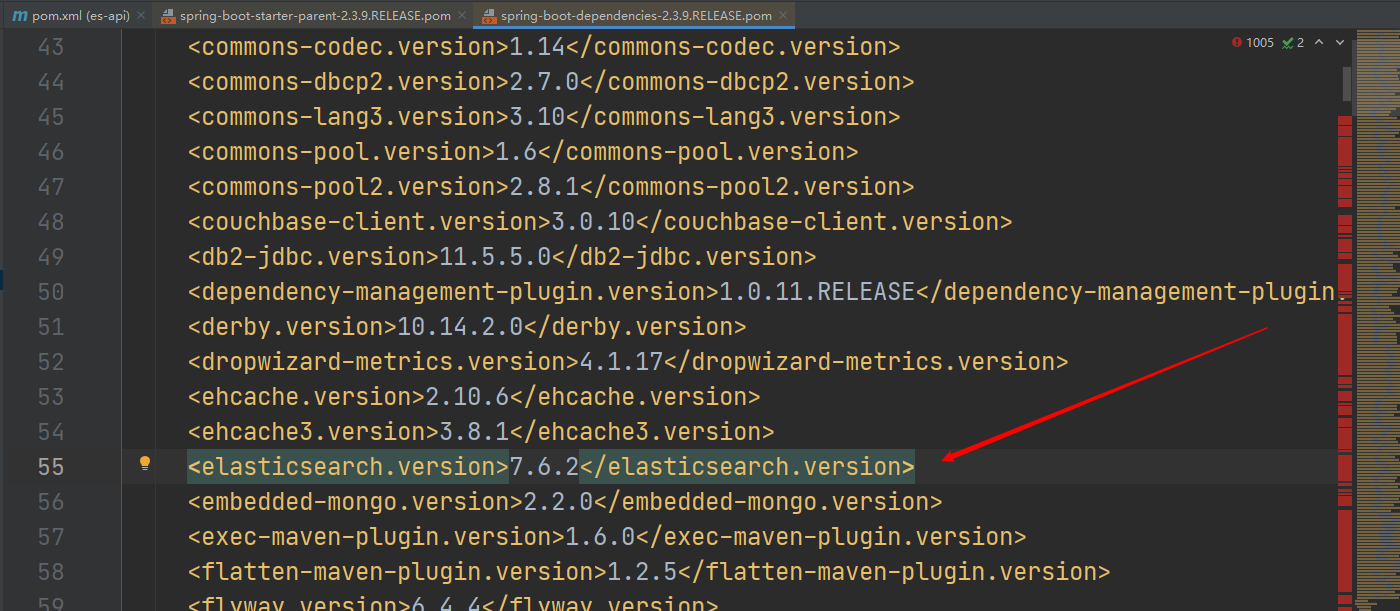 m pom.xml (es-api) × spring-boot-starter-parent-2.3.9.RELEASE.pom × spring-boot-dependencies-2.3.9.RELEASE.pom ×
1005 2
43 <commons-codec.version>1.14</commons-codec.version>
44 <commons-dbcp2.version>2.7.0</commons-dbcp2.version>
45 <commons-lang3.version>3.10</commons-lang3.version>
46 <commons-pool.version>1.6</commons-pool.version>
47 <commons-pool2.version>2.8.1</commons-pool2.version>
48 <couchbase-client.version>3.0.10</couchbase-client.version>
49 <db2-jdbc.version>11.5.5.0</db2-jdbc.version>
50 <dependency-management-plugin.version>1.0.11.RELEASE</dependency-management-plugin.
51 <derby.version>10.14.2.0</derby.version>
52 <dropwizard-metrics.version>4.1.17</dropwizard-metrics.version>
53 <ehcache.version>2.10.6</ehcache.version>
54 <ehcache3.version>3.8.1</ehcache3.version>
55 <elasticsearch.version>7.6.2</elasticsearch.version>
56 <embedded-mongo.version>2.2.0</embedded-mongo.version>
57 <exec-maven-plugin.version>1.6.0</exec-maven-plugin.version>
58 <flatten-maven-plugin.version>1.2.5</flatten-maven-plugin.version>
59 <flyway.version>6.4.4</flyway.version>